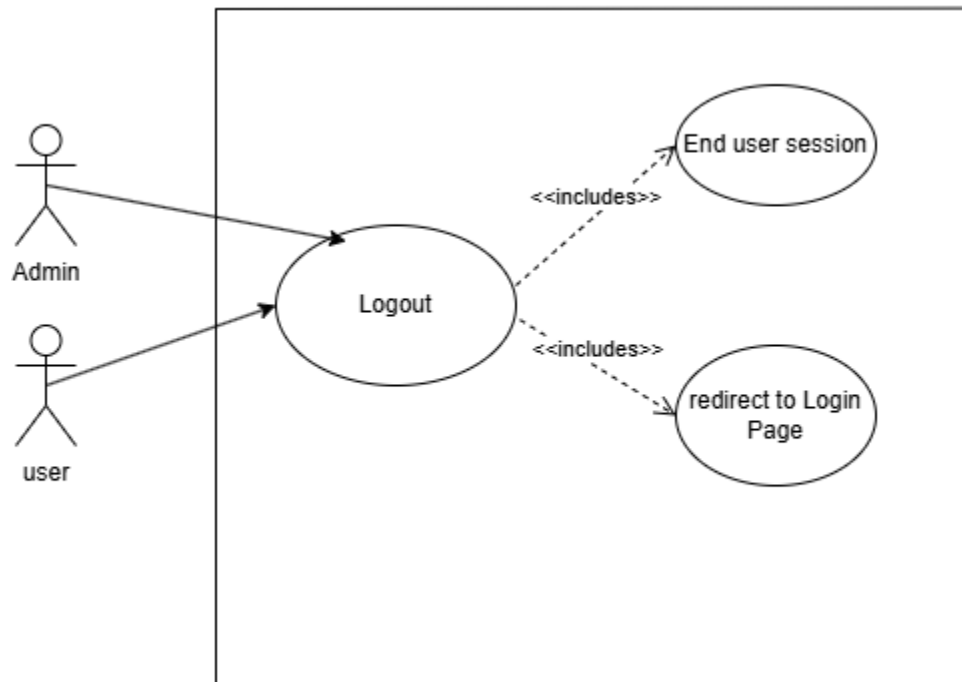 End user session
<<includes>>
Admin
Logout
<<includes>>
redirect to Login
Page
user